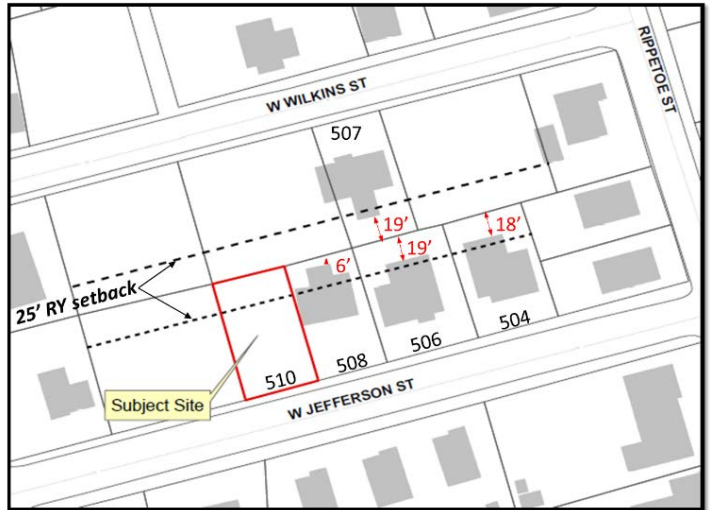 W WILKINS ST
RIPPETOE ST
507
19'
18'
19'
6'
25' RY setback
504
506
508
510
Subject Site
W JEFFERSON ST